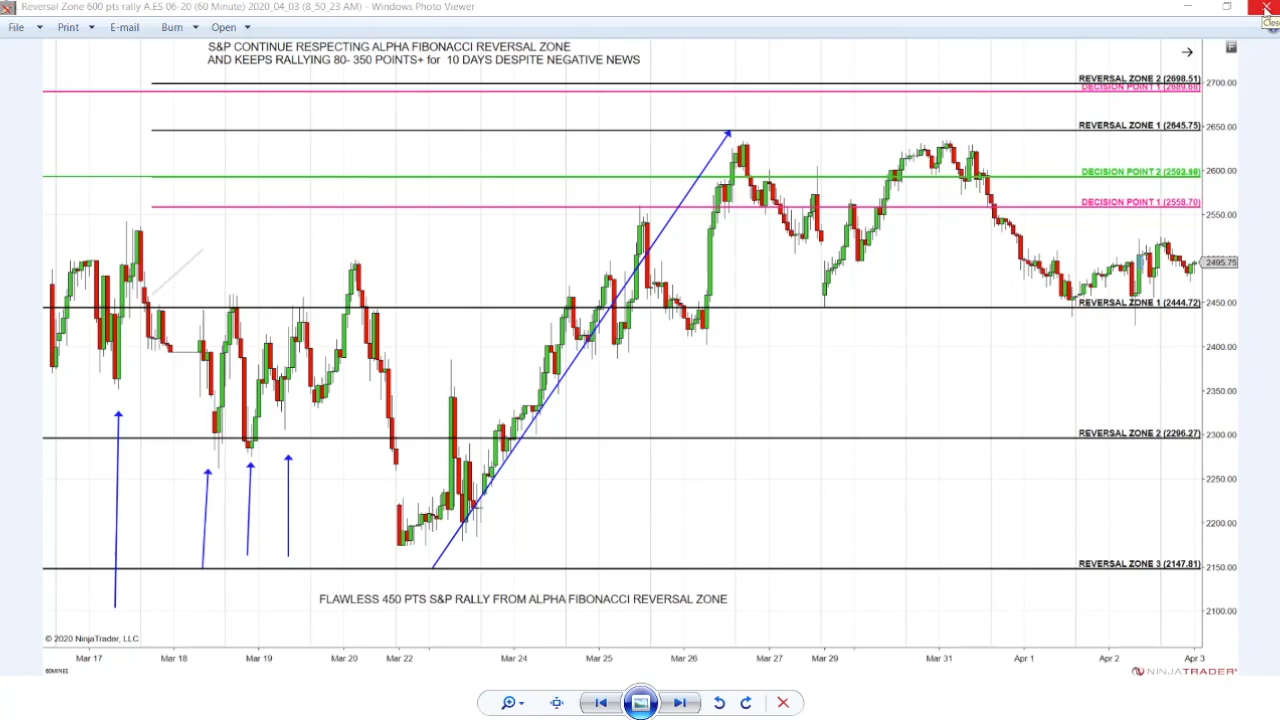 Reversal Zone 600 pts rally A.ES 06-20 (60 Minute) 2020_04_03 (8_50_23 AM) - Windows Photo Viewer
File Print E-mail Burn Open
S&P CONTINUE RESPECTING ALPHA FIBONACCI REVERSAL ZONE
AND KEEPS RALLYING 80- 350 POINTS+ for 10 DAYS DESPITE NEGATIVE NEWS
F
REVERSAL ZONE 2 (2698.51)
2700.00
DECISION POINT 1 (2689.68)
REVERSAL ZONE 1 (2645.75)
2650.00
DECISION POINT 2 (2593.98)
2600.00
DECISION POINT 1 (2558.70)
2550.00
2495.75
REVERSAL ZONE 1 (2444.72)
2450.00
2400.00
2350.00
REVERSAL ZONE 2 (2296.27)
2300.00
2250.00
2200.00
REVERSAL ZONE 3 (2147.81)
2150.00
FLAWLESS 450 PTS S&P RALLY FROM ALPHA FIBONACCI REVERSAL ZONE
2100.00
© 2020 NinjaTrader, LLC
Mar 17 Mar 18 Mar 19 Mar 20 Mar 22 Mar 24 Mar 25 Mar 26 Mar 27 Mar 29 Mar 31 Apr 1 Apr 2 Apr 3
NINJATRADER